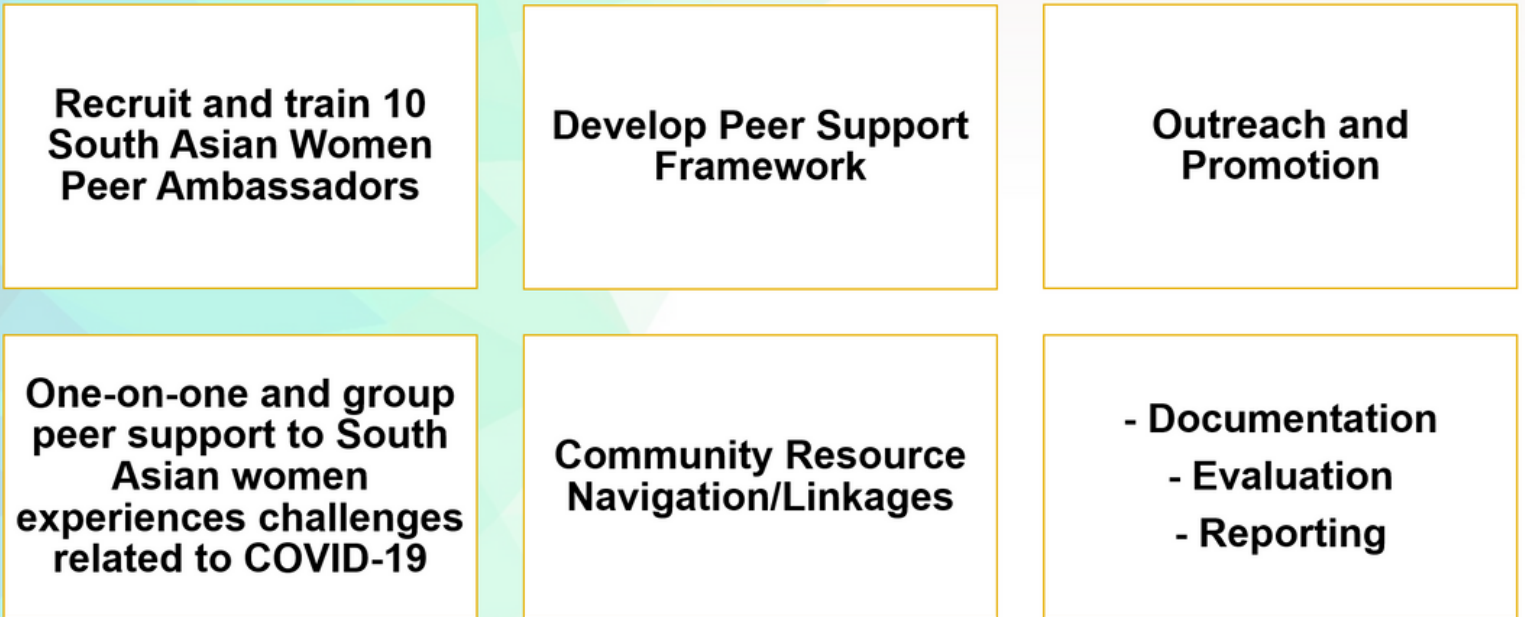 Recruit and train 10
South Asian Women
Peer Ambassadors
Develop Peer Support
Framework
Outreach and
Promotion
One-on-one and group
peer support to South
Asian women
experiences challenges
related to COVID-19
Community Resource
Navigation/Linkages
- Documentation
- Evaluation
- Reporting